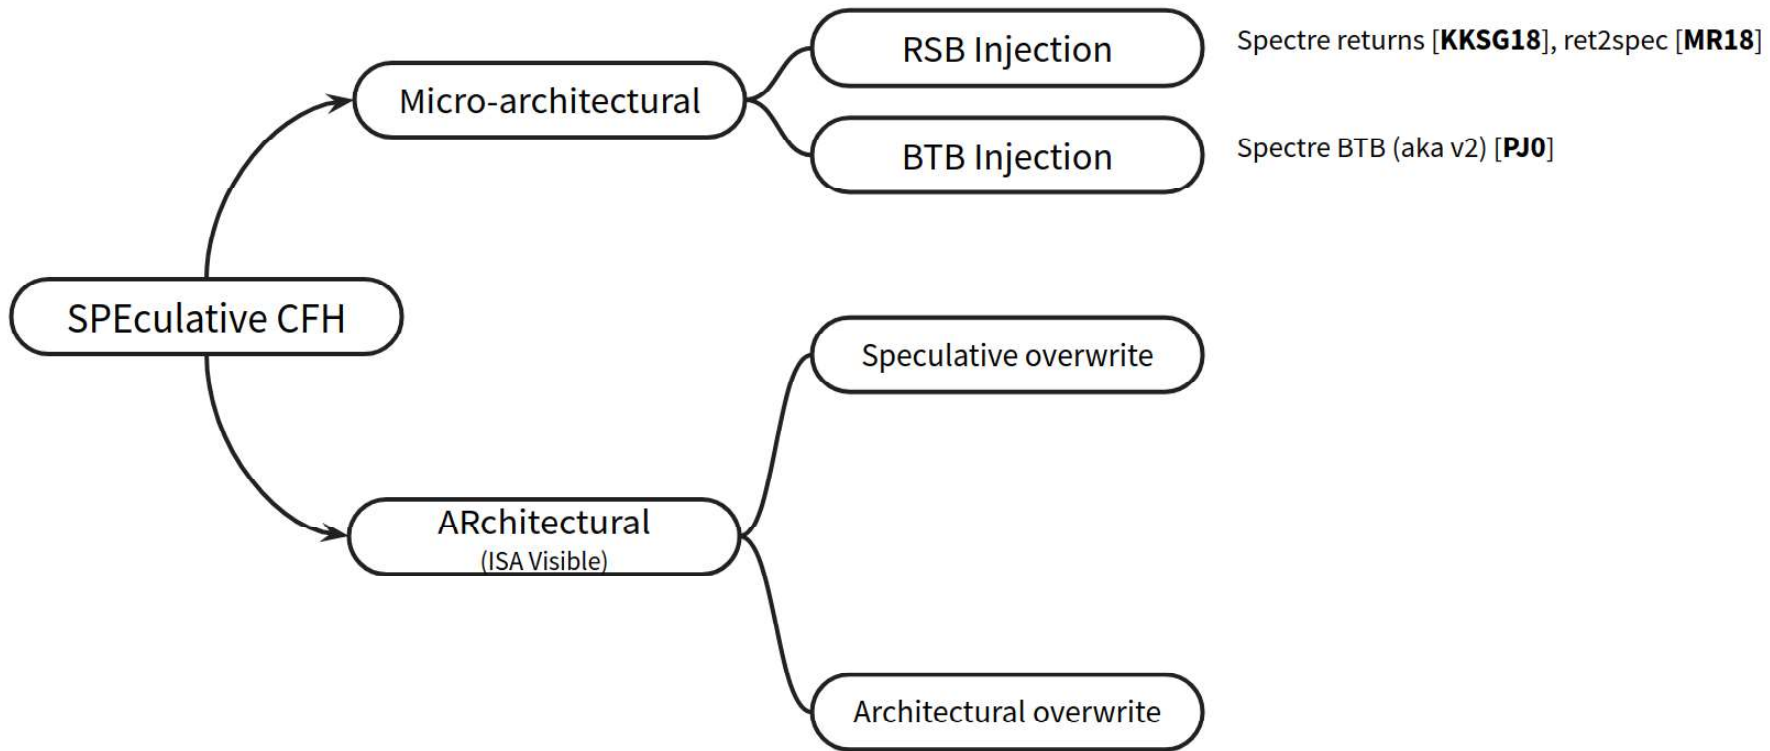 RSB Injection
Spectre returns [KKSG18], ret2spec [MR18]
Micro-architectural
BTB Injection
Spectre BTB (aka v2) [PJ0]
SPEculative CFH
Speculative overwrite
ARchitectural
(ISA Visible)
Architectural overwrite